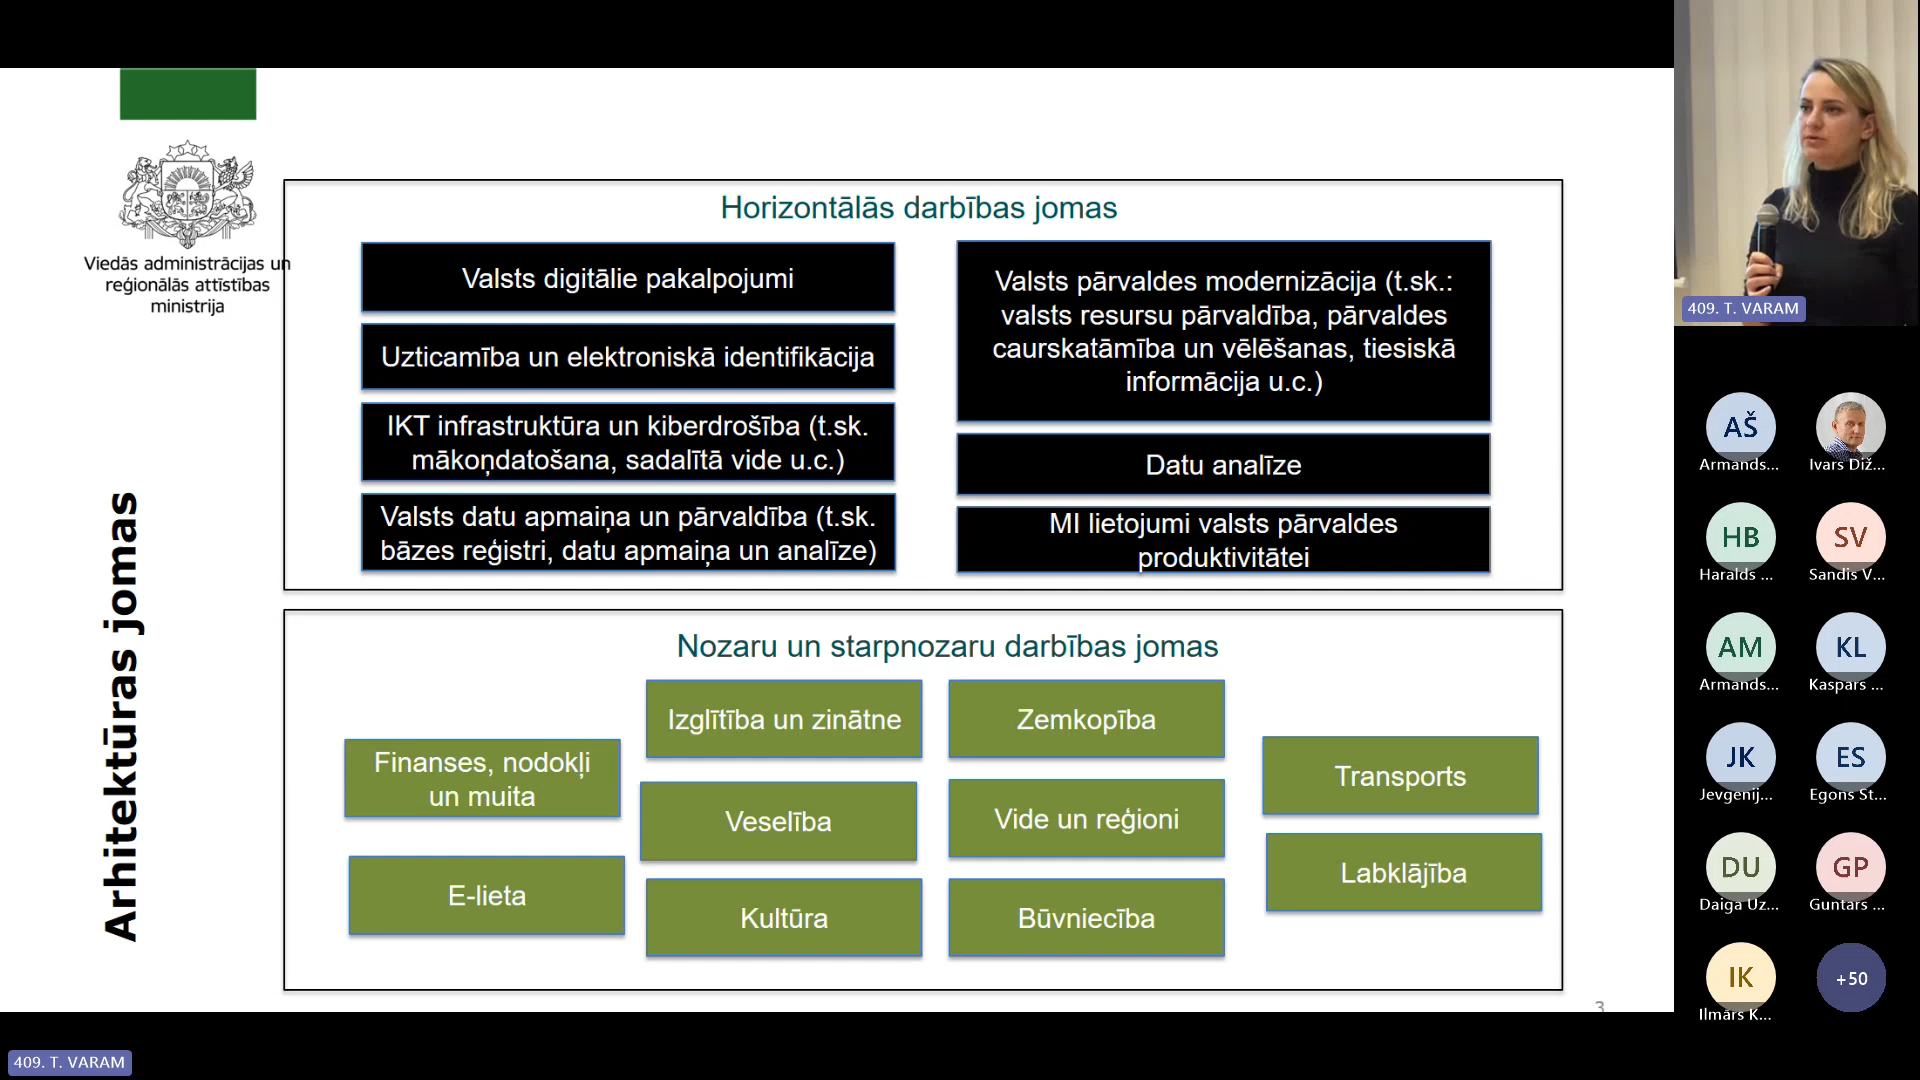 Viedās administrācijas un
reģionālās attīstības
ministrija
Arhitektūras jomas
Horizontālās darbības jomas
Valsts digitālie pakalpojumi
Uzticamība un elektroniskā identifikācija
IKT infrastruktūra un kiberdrošība (t.sk.
mākoņdatošana, sadalītā vide u.c.)
Valsts datu apmaiņa un pārvaldība (t.sk.
bāzes reģistri, datu apmaiņa un analīze)
Valsts pārvaldes modernizācija (t.sk.:
valsts resursu pārvaldība, pārvaldes
caurskatāmība un vēlēšanas, tiesiskā
informācija u.c.)
Datu analīze
MI lietojumi valsts pārvaldes
produktivitātei
Nozaru un starpnozaru darbības jomas
Finanses, nodokļi
un muita
E-lieta
Izglītība un zinātne
Veselība
Kultūra
Zemkopība
Vide un reģioni
Būvniecība
Transports
Labklājība
3
409. T. VARAM
AŠ
Armands...
Ivars Diž...
HB
Haralds ...
SV
Sandis V...
AM
Armands...
KL
Kaspars ...
JK
Jevgenij...
ES
Egons St...
DU
Daiga Uz...
GP
Guntars ...
IK
Ilmārs K...
+50
409. T. VARAM